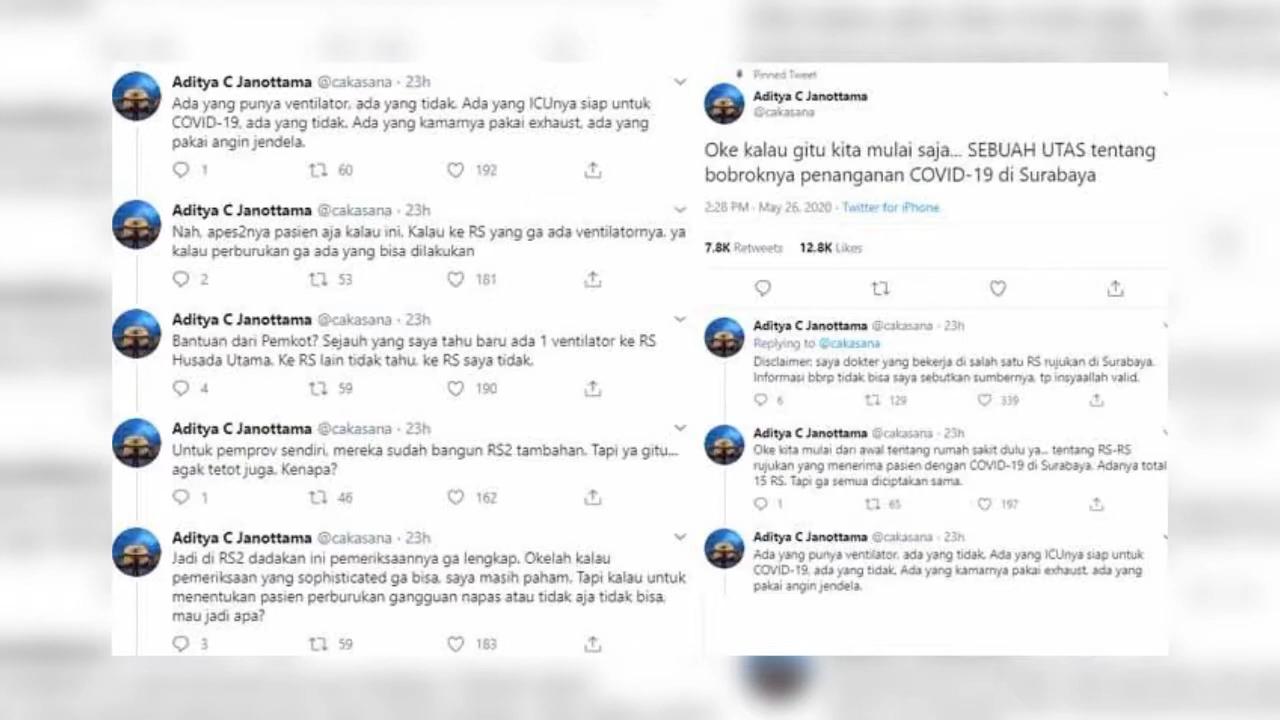 Aditya C Janottama @cakasana · 23h
Ada yang punya ventilator, ada yang tidak. Ada yang ICUnya siap untuk
COVID-19, ada yang tidak. Ada yang kamarnya pakai exhaust, ada yang
pakai angin jendela.
1 60 192
Aditya C Janottama @cakasana · 23h
Nah, apes2nya pasien aja kalau ini. Kalau ke RS yang ga ada ventilatornya, ya
kalau perburukan ga ada yang bisa dilakukan
2 53 181
Aditya C Janottama @cakasana · 23h
Bantuan dari Pemkot? Sejauh yang saya tahu baru ada 1 ventilator ke RS
Husada Utama. Ke RS lain tidak tahu, ke RS saya tidak.
4 59 190
Aditya C Janottama @cakasana · 23h
Untuk pemprov sendiri, mereka sudah bangun RS2 tambahan. Tapi ya gitu...
agak tetot juga. Kenapa?
1 46 162
Aditya C Janottama @cakasana · 23h
Jadi di RS2 dadakan ini pemeriksaannya ga lengkap. Okelah kalau
pemeriksaan yang sophisticated ga bisa, saya masih paham. Tapi kalau untuk
menentukan pasien perburukan gangguan napas atau tidak aja tidak bisa,
mau jadi apa?
3 59 183
Pinned Tweet
Aditya C Janottama
@cakasana
Oke kalau gitu kita mulai saja... SEBUAH UTAS tentang
bobroknya penanganan COVID-19 di Surabaya
2:28 PM · May 26, 2020 · Twitter for iPhone
7.8K Retweets 12.8K Likes
Aditya C Janottama @cakasana · 23h
Replying to @cakasana
Disclaimer: saya dokter yang bekerja di salah satu RS rujukan di Surabaya.
Informasi bbrp tidak bisa saya sebutkan sumbernya, tp insyaallah valid.
6 129 339
Aditya C Janottama @cakasana · 23h
Oke kita mulai dari awal tentang rumah sakit dulu ya... tentang RS-RS
rujukan yang menerima pasien dengan COVID-19 di Surabaya. Adanya total
15 RS. Tapi ga semua diciptakan sama.
1 65 197
Aditya C Janottama @cakasana · 23h
Ada yang punya ventilator, ada yang tidak. Ada yang ICUnya siap untuk
COVID-19, ada yang tidak. Ada yang kamarnya pakai exhaust, ada yang
pakai angin jendela.